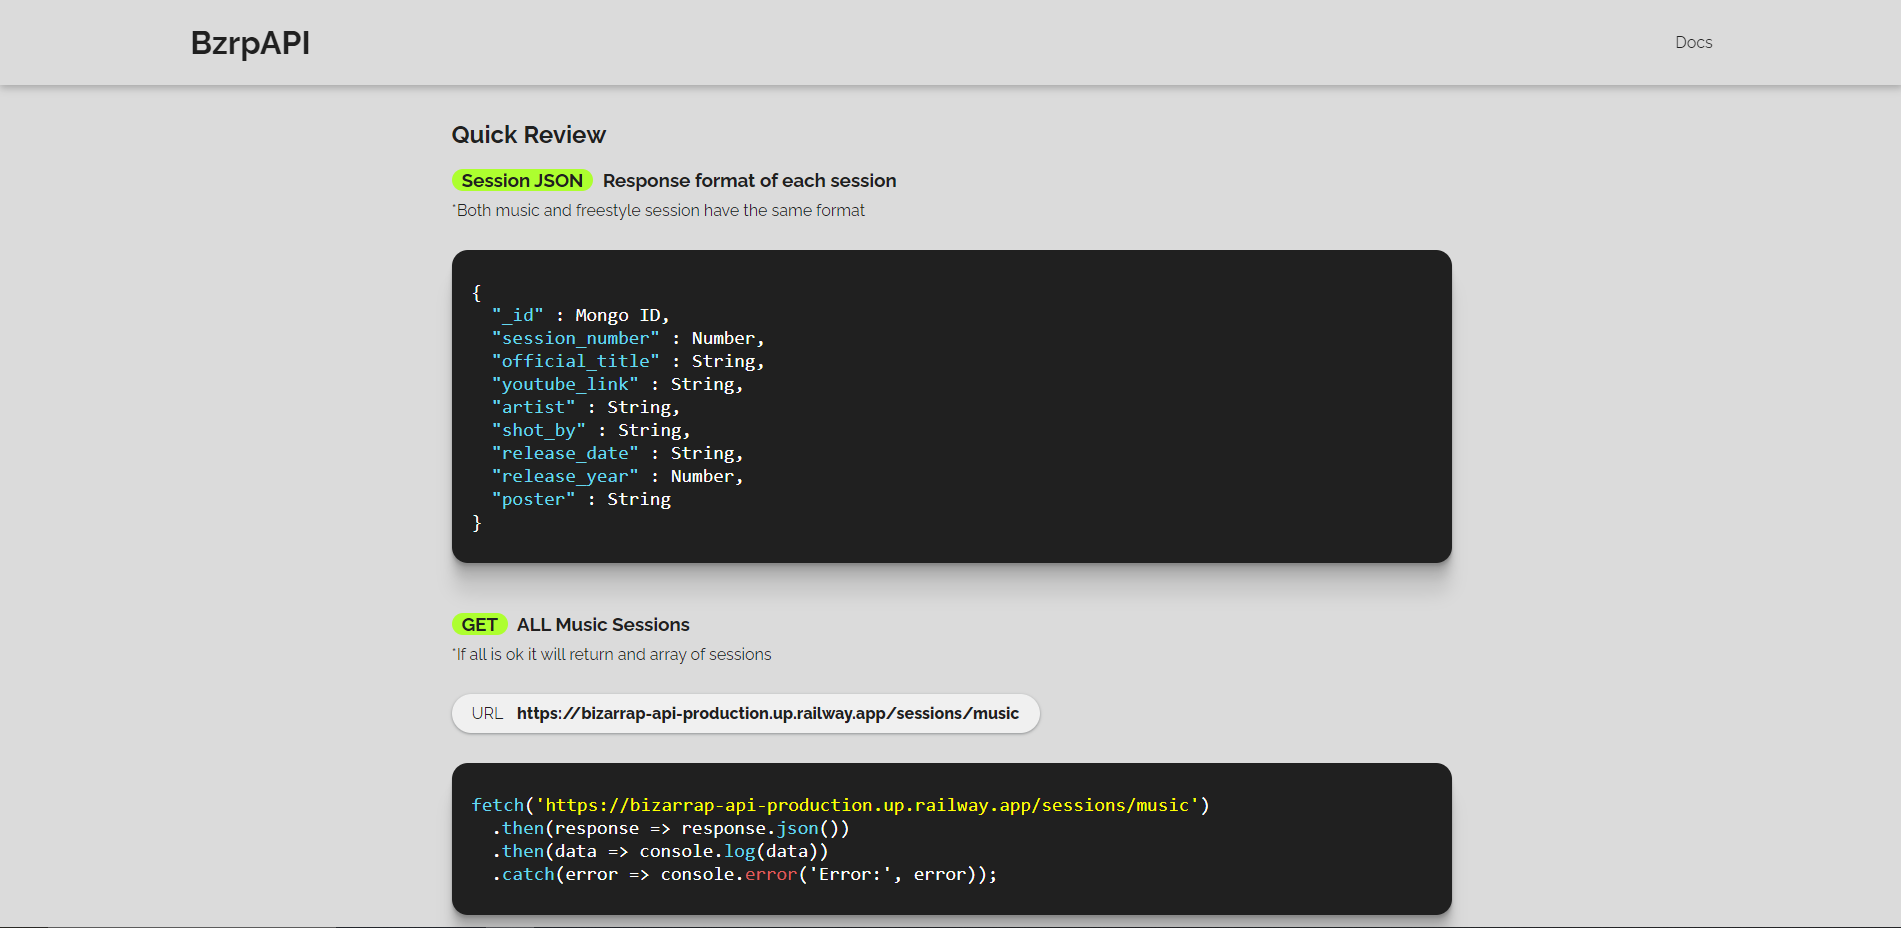 BzrpAPI
Docs
Quick Review
Session JSON Response format of each session
*Both music and freestyle session have the same format
{
"_id" : Mongo ID,
"session_number" : Number,
"official_title" : String,
"youtube_link" : String,
"artist" : String,
"shot_by" : String,
"release_date" : String,
"release_year" : Number,
"poster" : String
}
GET ALL Music Sessions
*If all is ok it will return and array of sessions
URL https://bizarrap-api-production.up.railway.app/sessions/music
fetch('https://bizarrap-api-production.up.railway.app/sessions/music')
.then(response => response.json())
.then(data => console.log(data))
.catch(error => console.error('Error:', error));